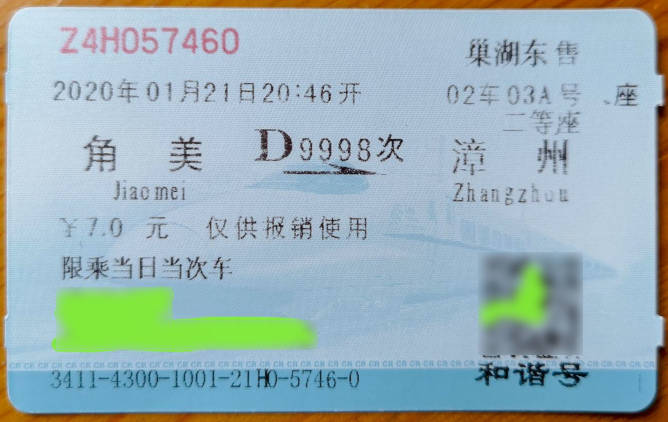 Z4H057460
巢湖东 售
2020年01月21日20:46开
02车 03A号 、座
二等座
角 美 D9998次 漳 州
Jiaomei Zhangzhou
￥7.0 元 仅供报销使用
限乘当日当次车
3411-4300-1001-21H0-5746-0
和谐号